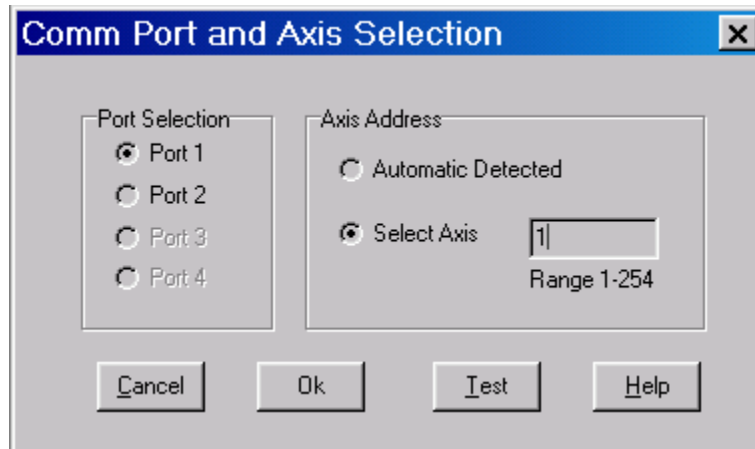 Comm Port and Axis Selection
Port Selection
Port 1
Port 2
Port 3
Port 4
Axis Address
Automatic Detected
Select Axis 1
Range 1-254
Cancel Ok Test Help